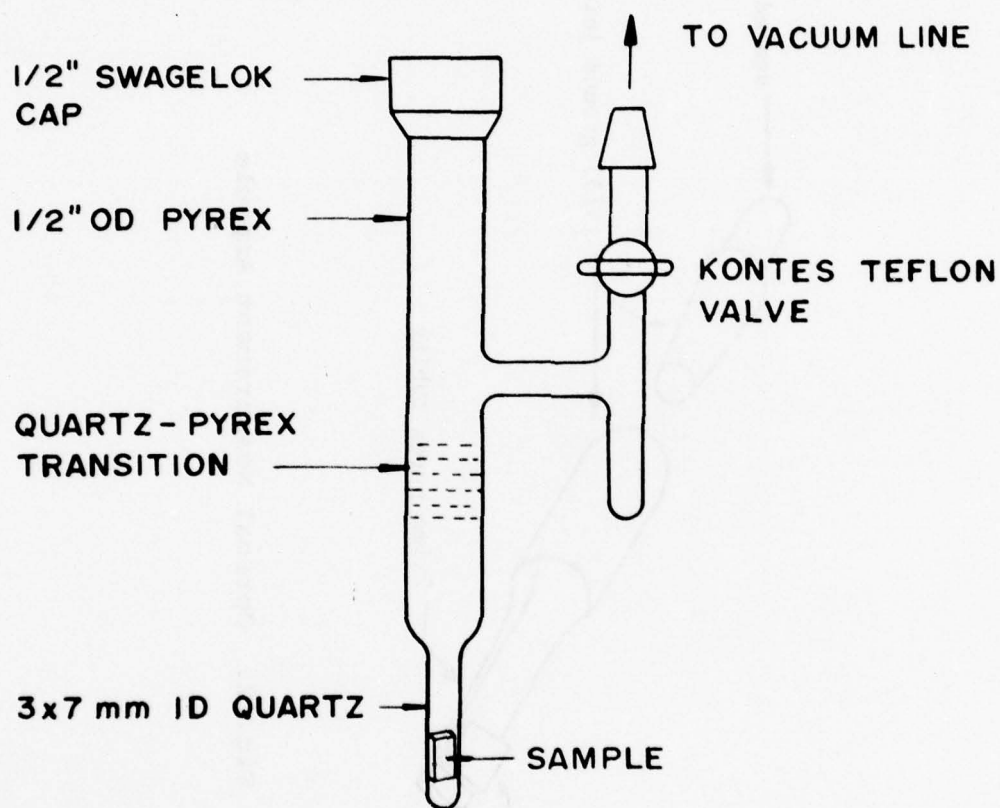 TO VACUUM LINE
1/2" SWAGELOK
CAP
1/2" OD PYREX
KONTES TEFLON
VALVE
QUARTZ-PYREX
TRANSITION
3x7 mm ID QUARTZ
SAMPLE